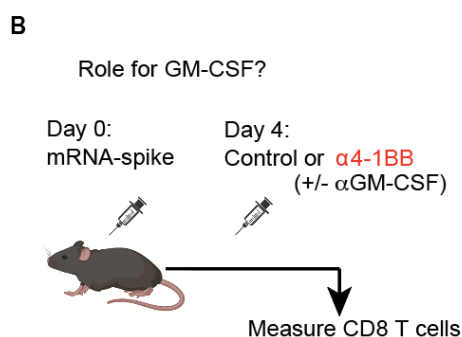 B
Role for GM-CSF?
Day 0:
mRNA-spike
Day 4:
Control or α4-1BB
(+/- αGM-CSF)
Measure CD8 T cells